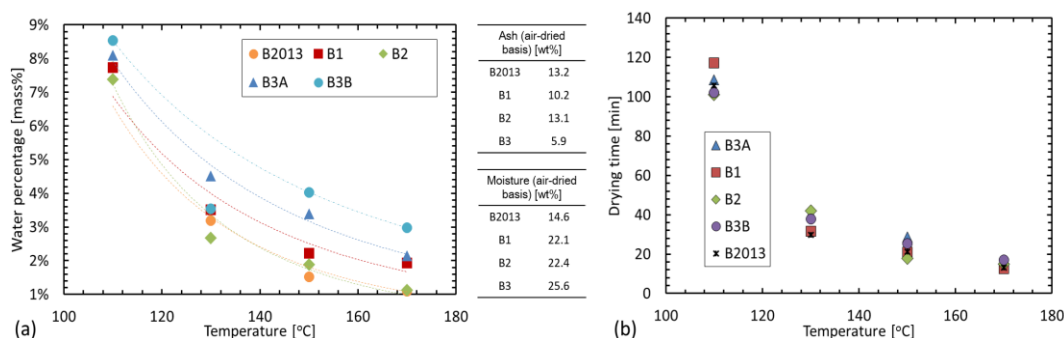 9%
8%
7%
6%
5%
4%
3%
2%
1%
Water percentage [mass%]
B2013 B1 B2
B3A B3B
100 120 140 160 180
Temperature [°C]
(a)
Ash (air-dried
basis) [wt%]
B2013 13.2
B1 10.2
B2 13.1
B3 5.9
Moisture (air-dried
basis) [wt%]
B2013 14.6
B1 22.1
B2 22.4
B3 25.6
140
120
100
80
60
40
20
0
Drying time [min]
B3A
B1
B2
B3B
B2013
100 120 140 160 180
Temperature [°C]
(b)